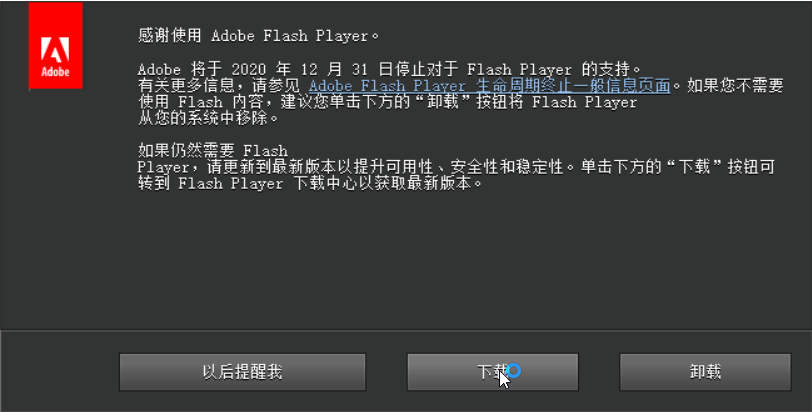 Adobe
感谢使用 Adobe Flash Player。
Adobe 将于 2020 年 12 月 31 日停止对于 Flash Player 的支持。
有关更多信息，请参见 Adobe Flash Player 生命周期终止一般信息页面。如果您不需要
使用 Flash 内容，建议您单击下方的“卸载”按钮将 Flash Player
从您的系统中移除。
如果仍然需要 Flash
Player，请更新到最新版本以提升可用性、安全性和稳定性。单击下方的“下载”按钮可
转到 Flash Player 下载中心以获取最新版本。
以后提醒我
下载
卸载